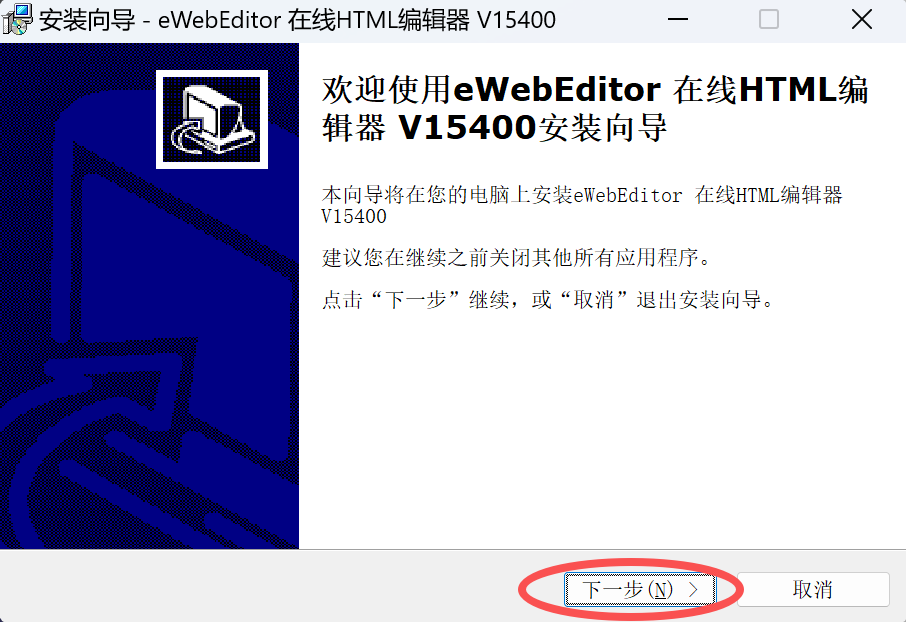 安装向导 - eWebEditor 在线HTML编辑器 V15400
欢迎使用eWebEditor 在线HTML编
辑器 V15400安装向导
本向导将在您的电脑上安装eWebEditor 在线HTML编辑器
V15400
建议您在继续之前关闭其他所有应用程序。
点击“下一步”继续，或“取消”退出安装向导。
下一步(N) >
取消